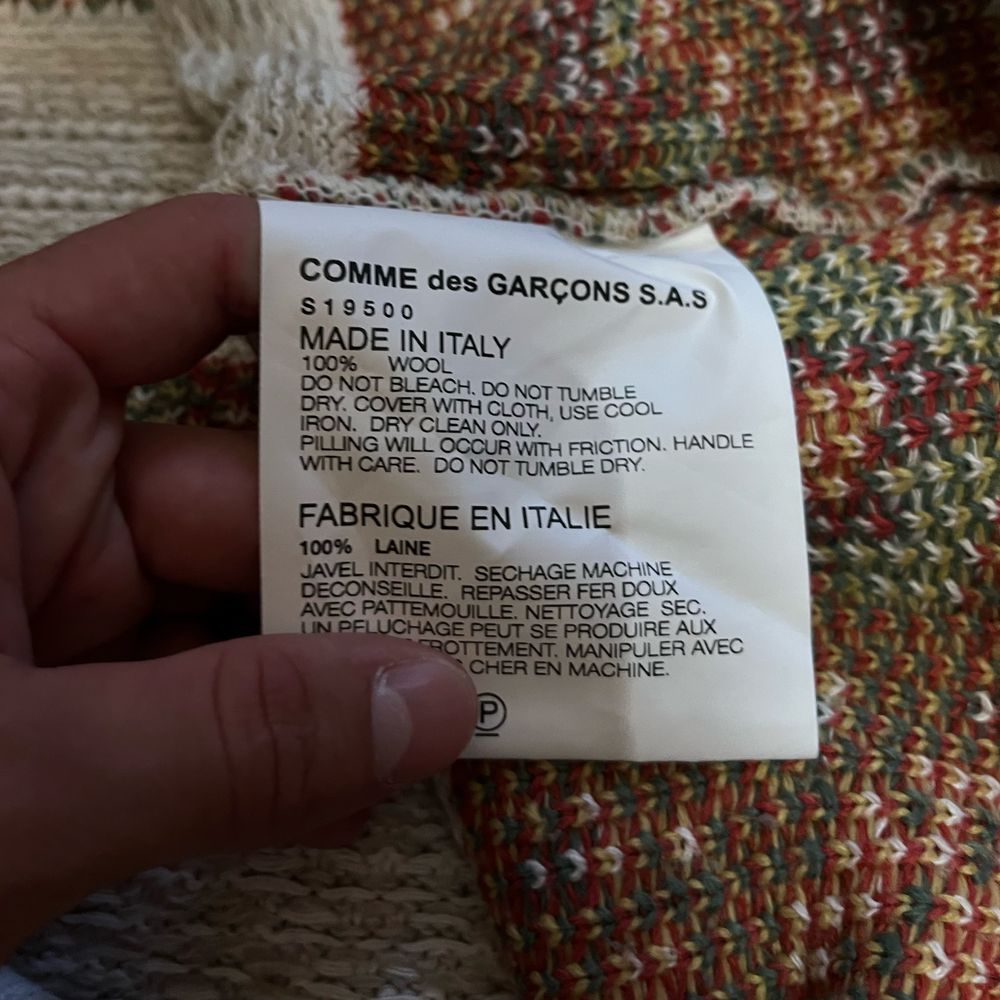 COMME des GARÇONS S.A.S
S19500
MADE IN ITALY
100% WOOL
DO NOT BLEACH. DO NOT TUMBLE
DRY. COVER WITH CLOTH, USE COOL
IRON. DRY CLEAN ONLY.
PILLING WILL OCCUR WITH FRICTION. HANDLE
WITH CARE. DO NOT TUMBLE DRY.
FABRIQUE EN ITALIE
100% LAINE
JAVEL INTERDIT. SECHAGE MACHINE
DECONSEILLE. REPASSER FER DOUX
AVEC PATTEMOUILLE. NETTOYAGE SEC.
UN PELUCHAGE PEUT SE PRODUIRE AUX
FROTTEMENT. MANIPULER AVEC
EN MACHINE.
P